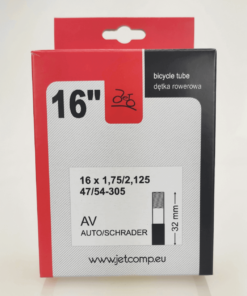 16"
bicycle tube
dętka rowerowa
16 x 1,75/2,125
47/54-305
AV
AUTO/SCHRADER
32 mm
www.jetcomp.eu